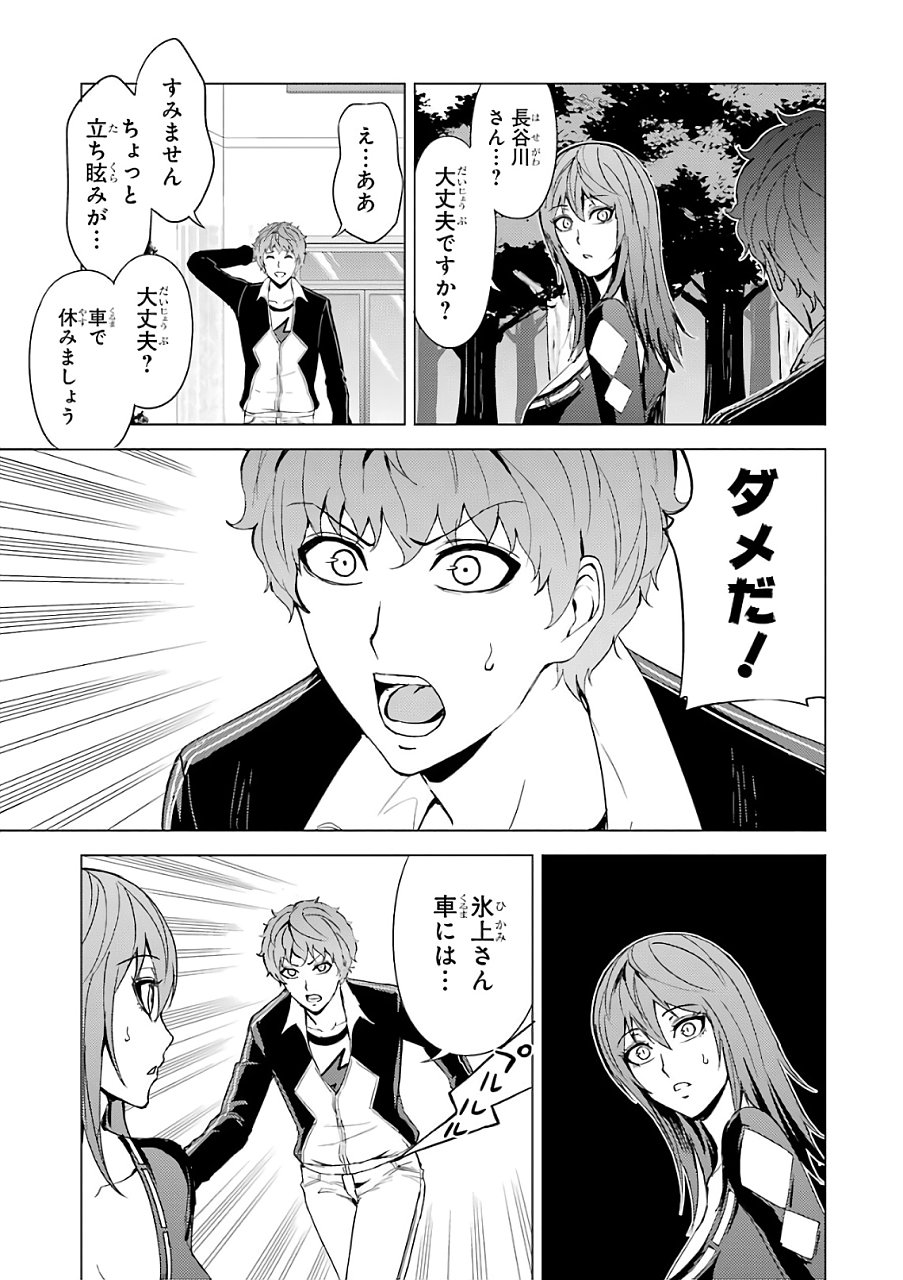 長谷川
さん…?
大丈夫ですか?
え…ああ
すみません
ちょっと
立ち眩みが…
大丈夫?
車で
休みましょう
ダメだ!
氷上さん
車には…
プルルルル